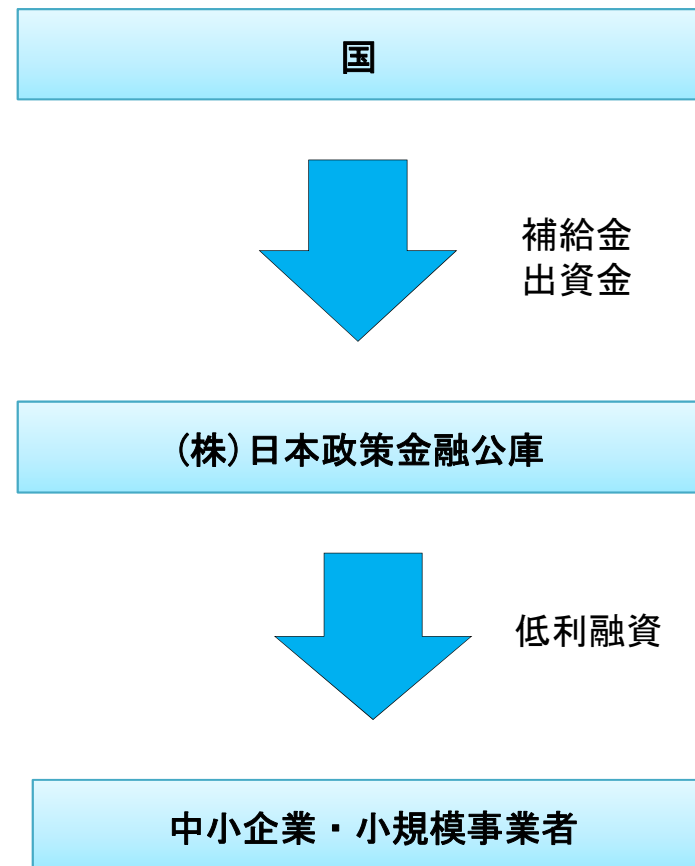 国
補給金
出資金
(株)日本政策金融公庫
低利融資
中小企業・小規模事業者